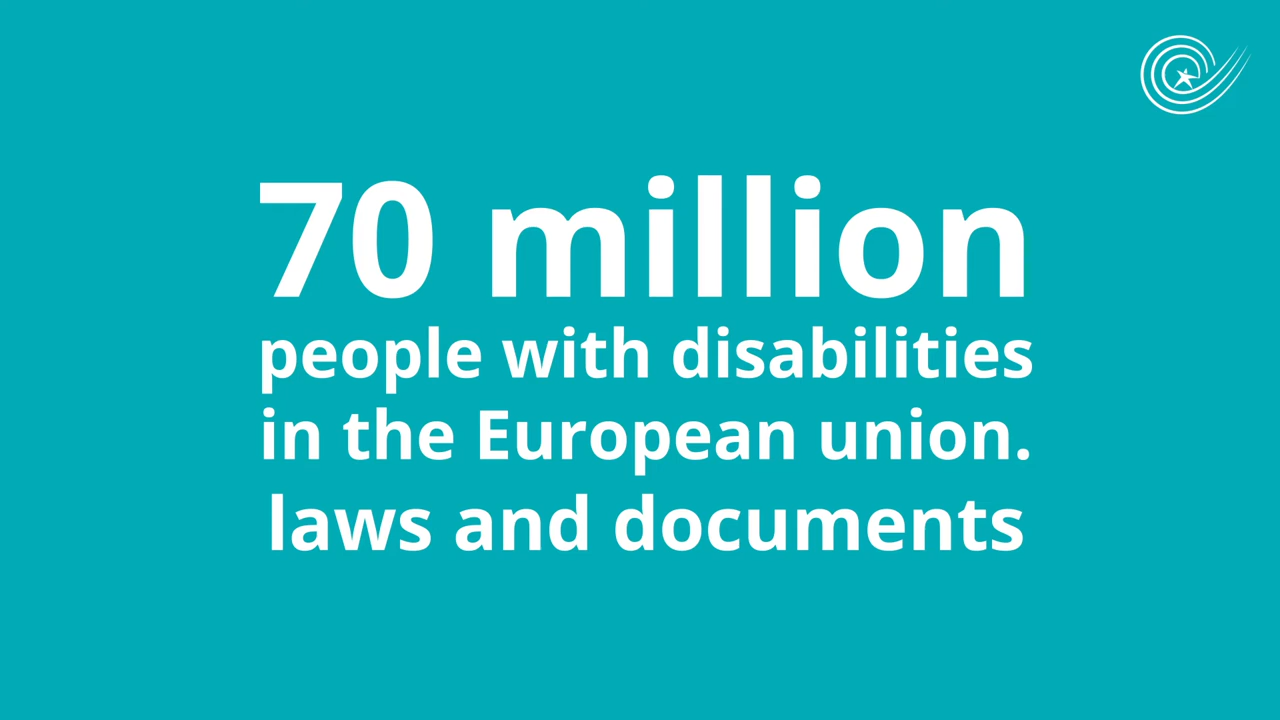 70 million
people with disabilities
in the European union.
laws and documents